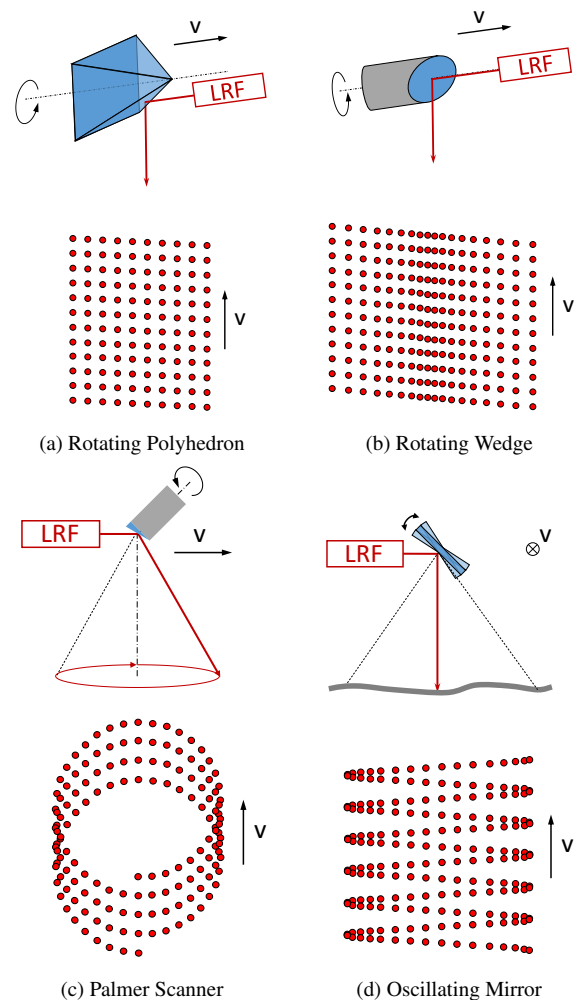 V
LRF
V
LRF
V
V
(a) Rotating Polyhedron
(b) Rotating Wedge
LRF
V
LRF
V
V
V
(c) Palmer Scanner
(d) Oscillating Mirror